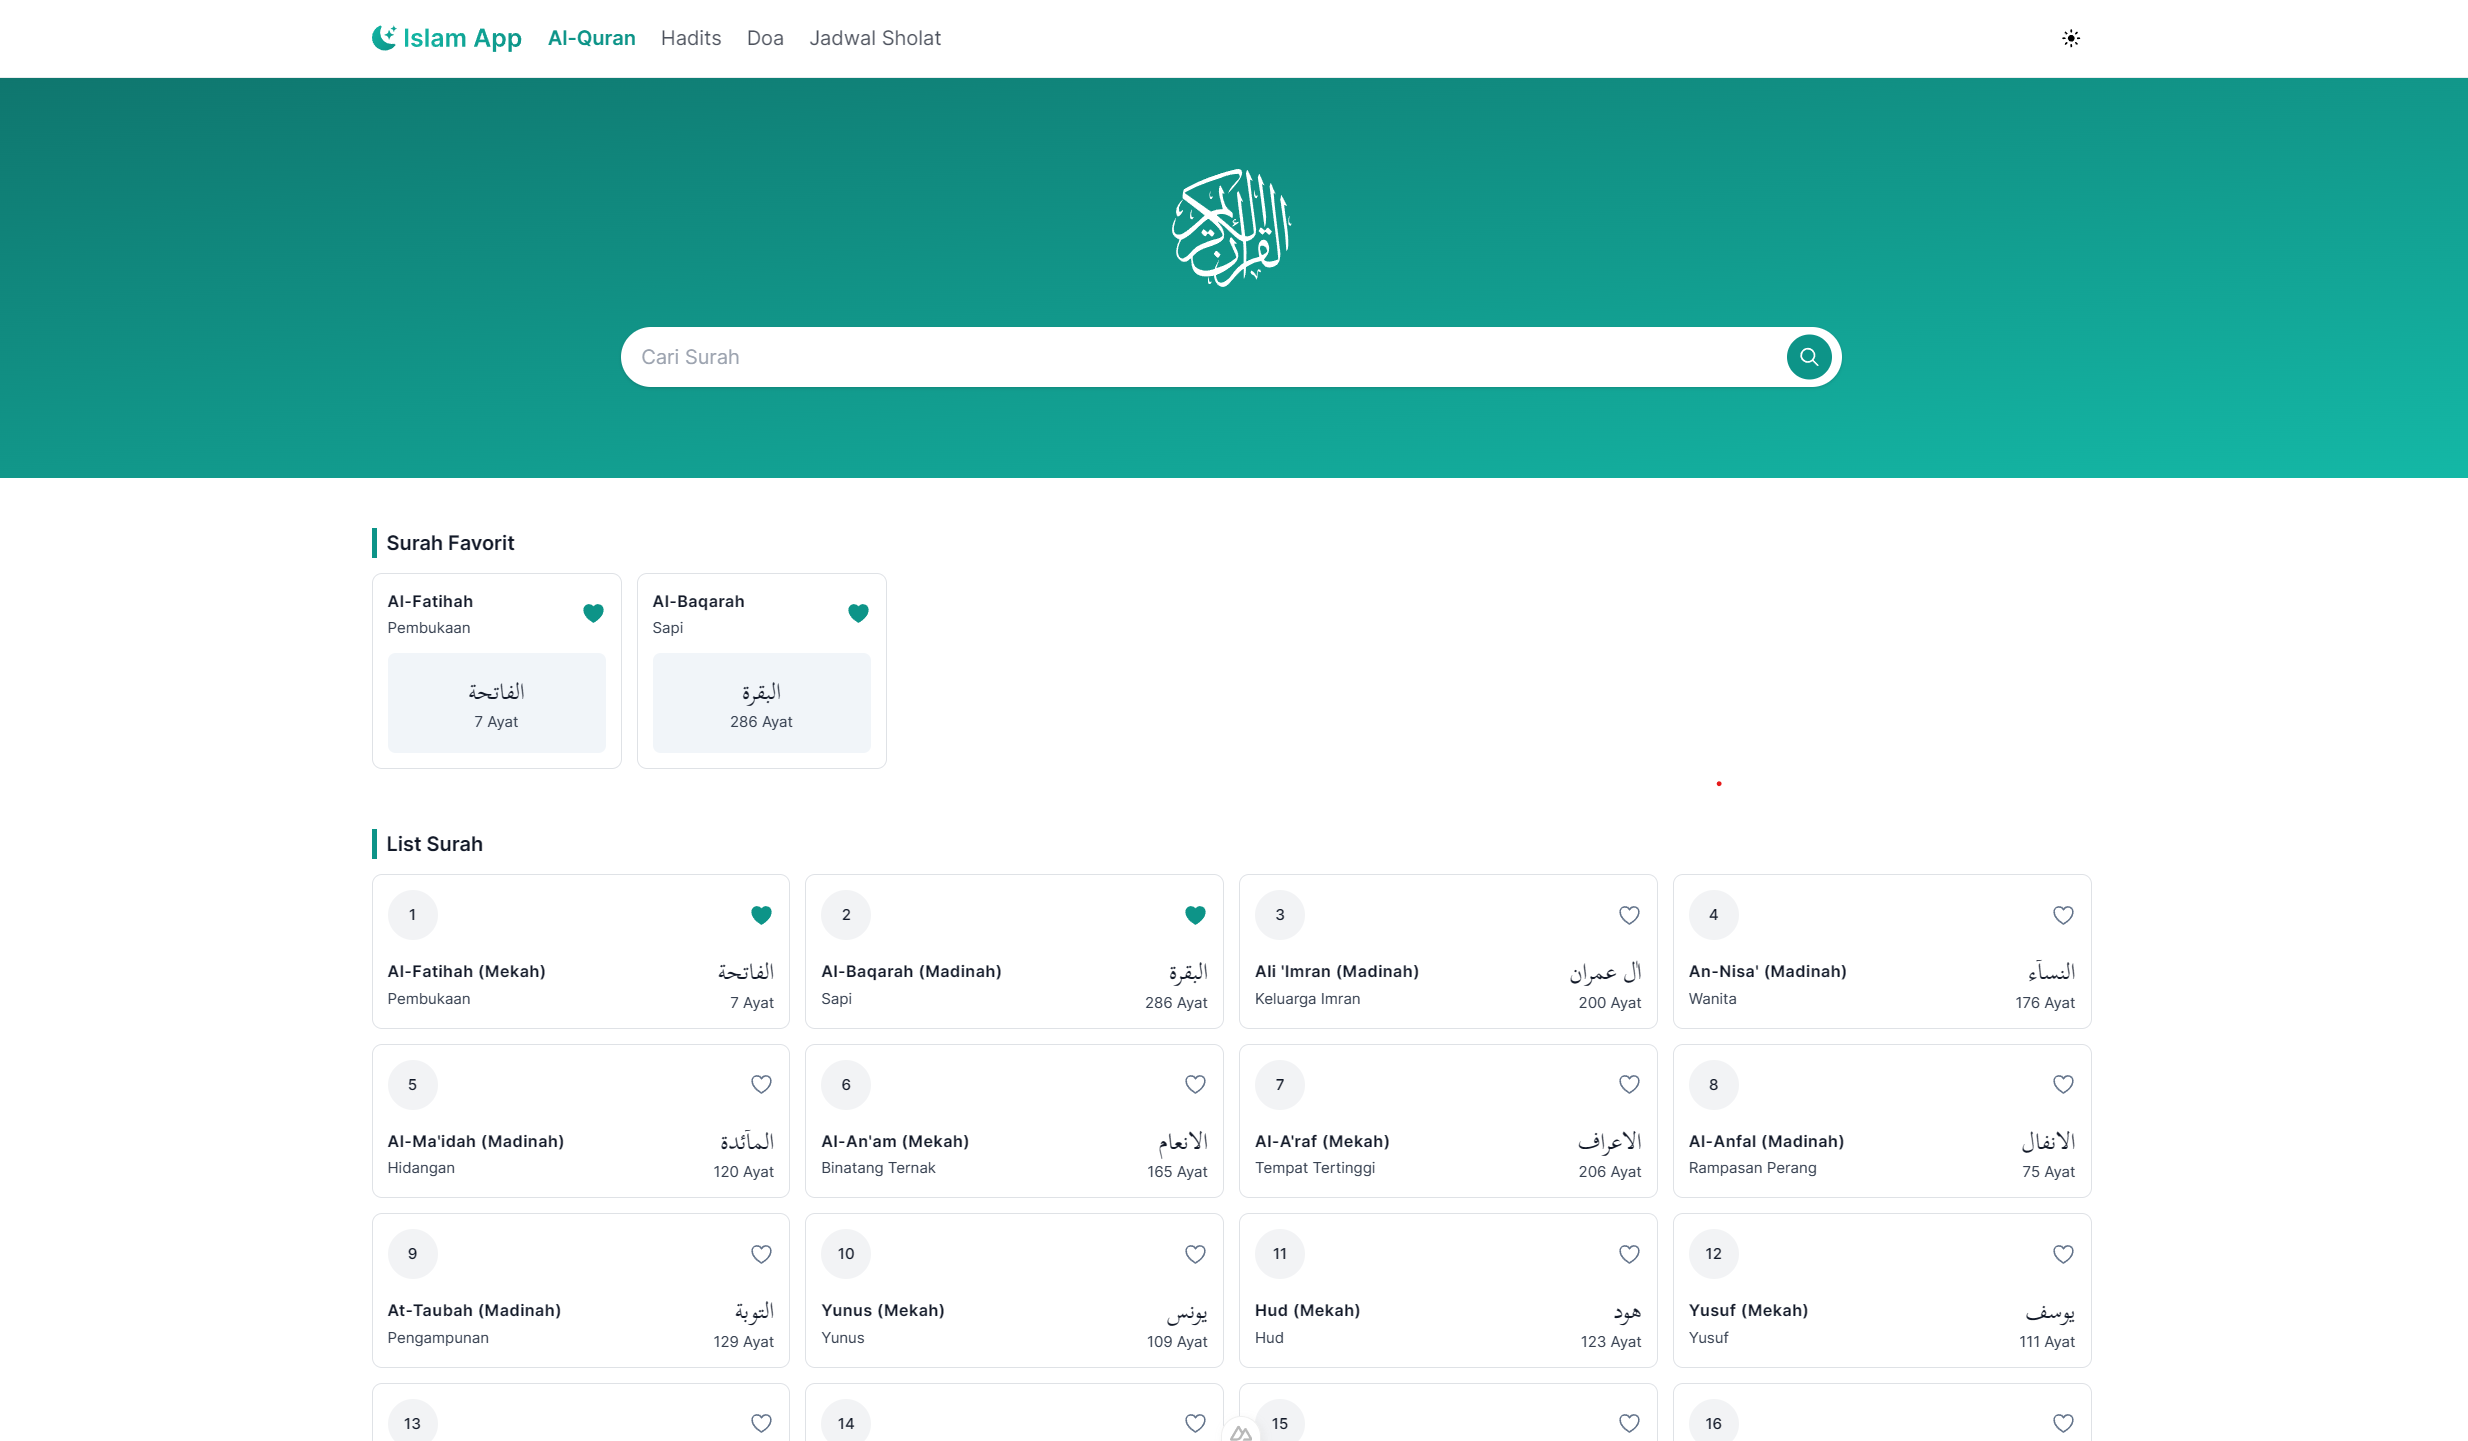 Islam App
Al-Quran
Hadits
Doa
Jadwal Sholat
القرآن الكريم
Cari Surah
Surah Favorit
Al-Fatihah
Pembukaan
الفاتحة
7 Ayat
Al-Baqarah
Sapi
البقرة
286 Ayat
List Surah
1
Al-Fatihah (Mekah)
Pembukaan
الفاتحة
7 Ayat
2
Al-Baqarah (Madinah)
Sapi
البقرة
286 Ayat
3
Ali 'Imran (Madinah)
Keluarga Imran
اٰل عمران
200 Ayat
4
An-Nisa' (Madinah)
Wanita
النساۤء
176 Ayat
5
Al-Ma'idah (Madinah)
Hidangan
الماۤئدة
120 Ayat
6
Al-An'am (Mekah)
Binatang Ternak
الانعام
165 Ayat
7
Al-A'raf (Mekah)
Tempat Tertinggi
الاعراف
206 Ayat
8
Al-Anfal (Madinah)
Rampasan Perang
الانفال
75 Ayat
9
At-Taubah (Madinah)
Pengampunan
التوبة
129 Ayat
10
Yunus (Mekah)
Yunus
يونس
109 Ayat
11
Hud (Mekah)
Hud
هود
123 Ayat
12
Yusuf (Mekah)
Yusuf
يوسف
111 Ayat
13
14
15
16